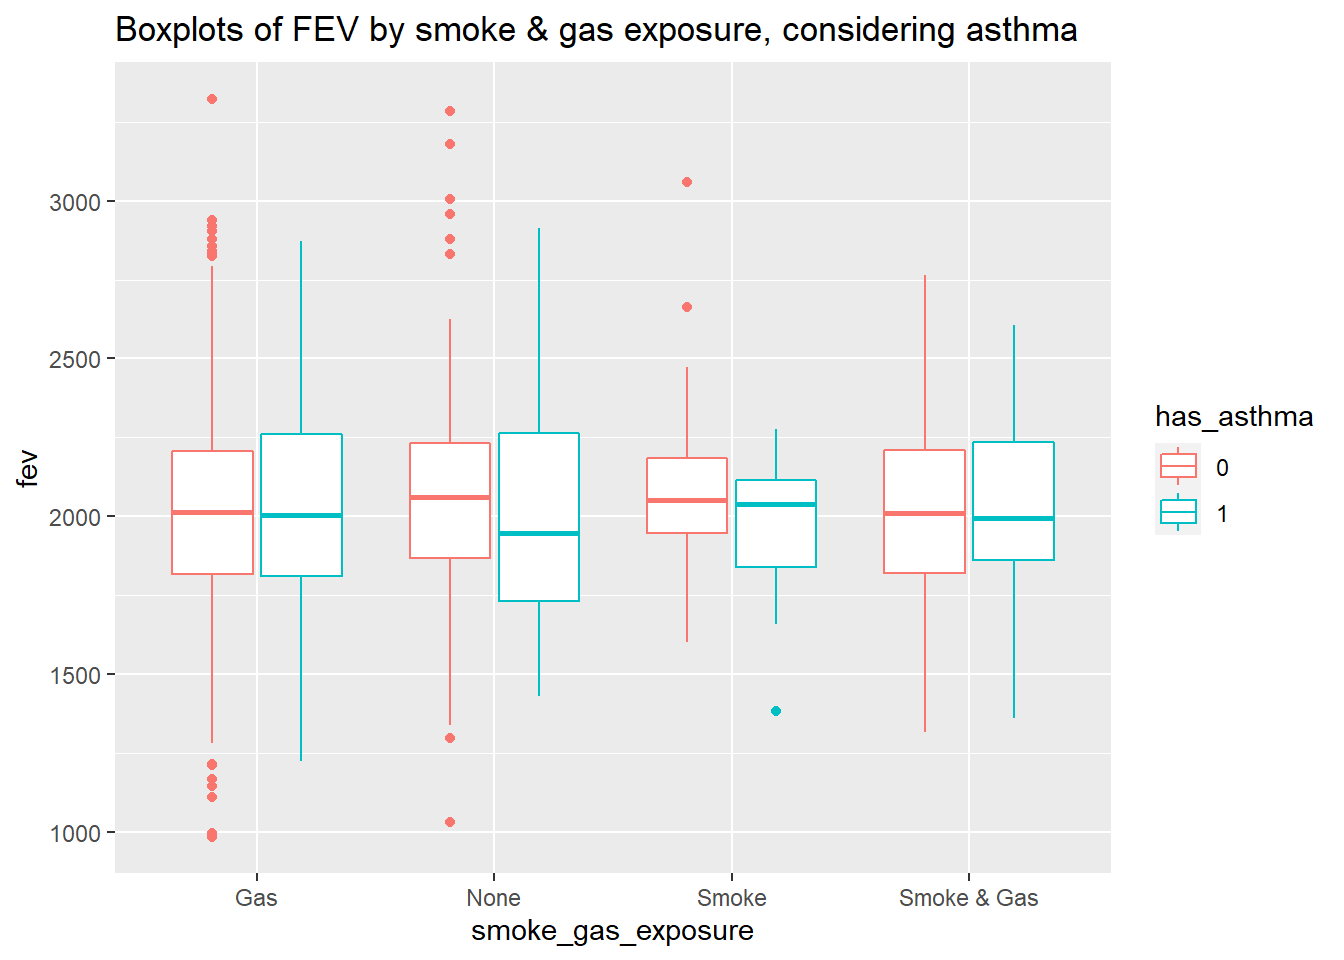 Boxplots of FEV by smoke & gas exposure, considering asthma
fev
3000
2500
2000
1500
1000
Gas
None
Smoke
Smoke & Gas
smoke_gas_exposure
has_asthma
0
1